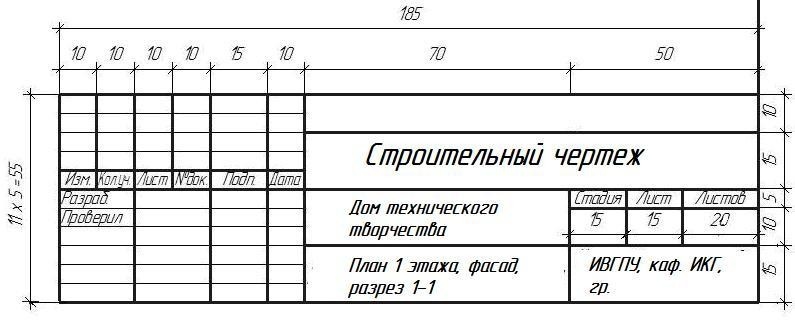 185
10 10 10 10 15 10 70 50
10
Строительный чертеж
15
11 x 5 = 55
Изм. Кол.уч. Лист №док. Подп. Дата
Разраб.
Проверил
Дом технического
творчества
Стадия Лист Листов
5
15 15 20
10
План 1 этажа, фасад,
разрез 1-1
ИВГПУ, каф. ИКГ,
гр.
15